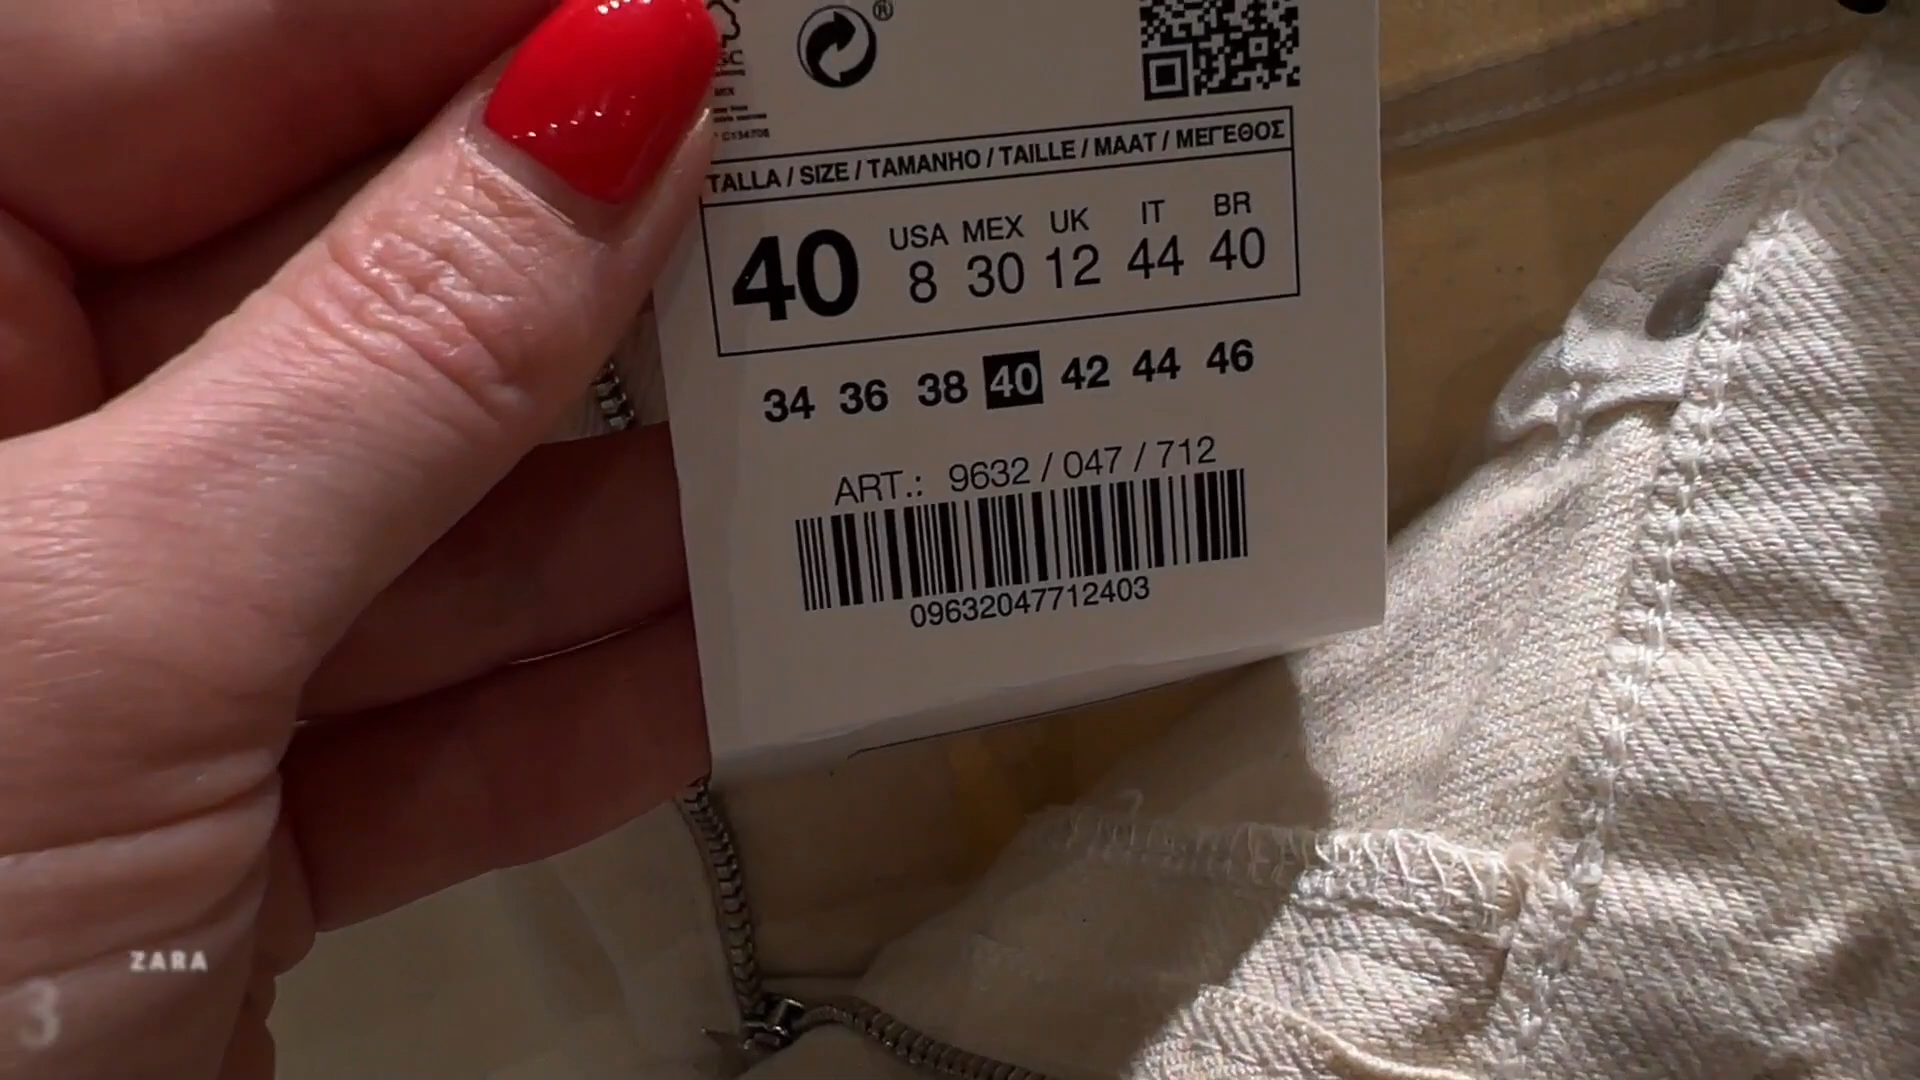 ®
C134706
TALLA / SIZE / TAMANHO / TAILLE / MAAT / ΜΕΓΕΘΟΣ
40
USA MEX UK IT BR
8 30 12 44 40
34 36 38 40 42 44 46
ART.: 9632 / 047 / 712
09632047712403
ZARA
3